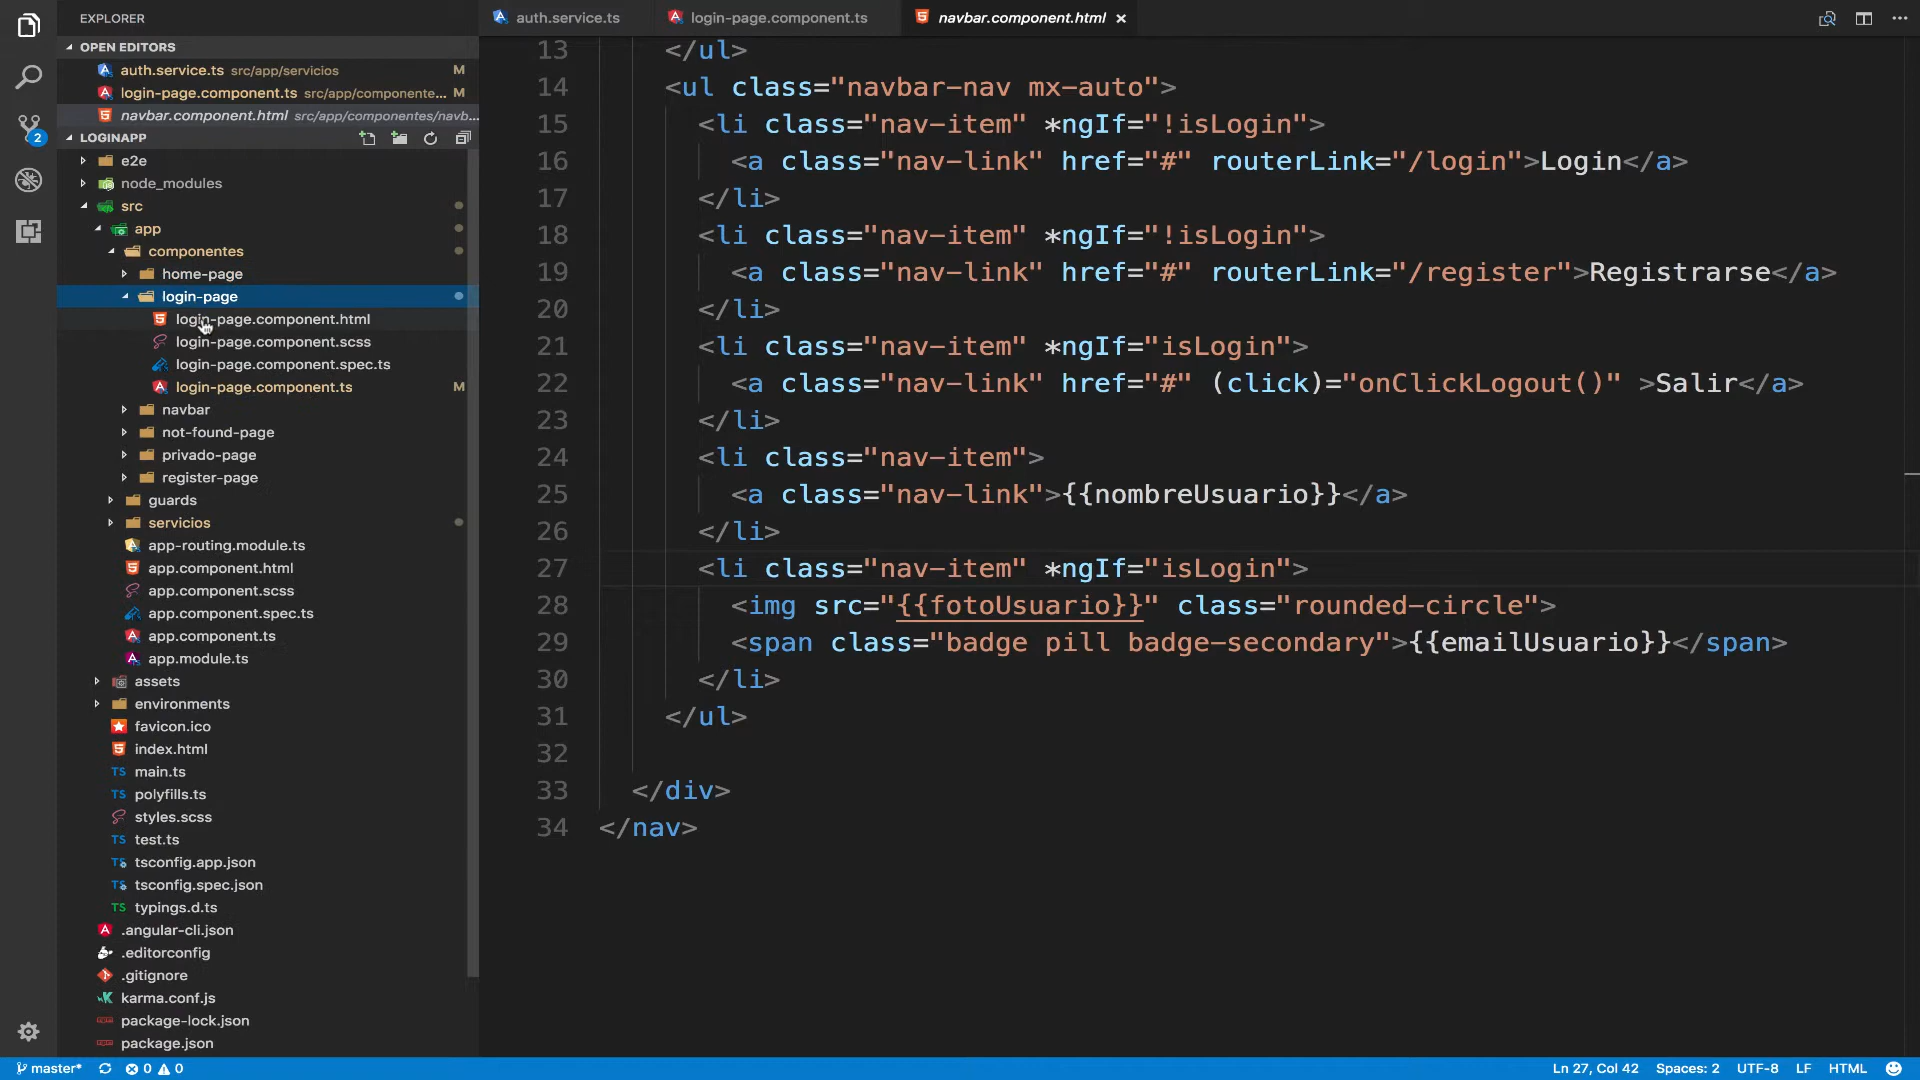 EXPLORER
OPEN EDITORS
auth.service.ts src/app/servicios M
login-page.component.ts src/app/componente... M
navbar.component.html src/app/componentes/navb...
2
LOGINAPP
e2e
node_modules
src
app
componentes
home-page
login-page
login-page.component.html
login-page.component.scss
login-page.component.spec.ts
login-page.component.ts M
navbar
not-found-page
privado-page
register-page
guards
servicios
app-routing.module.ts
app.component.html
app.component.scss
app.component.spec.ts
app.component.ts
app.module.ts
assets
environments
favicon.ico
index.html
main.ts
polyfills.ts
styles.scss
test.ts
tsconfig.app.json
tsconfig.spec.json
typings.d.ts
.angular-cli.json
.editorconfig
.gitignore
karma.conf.js
package-lock.json
package.json
auth.service.ts login-page.component.ts navbar.component.html ×
13 </ul>
14 <ul class="navbar-nav mx-auto">
15 <li class="nav-item" *ngIf="!isLogin">
16 <a class="nav-link" href="#" routerLink="/login">Login</a>
17 </li>
18 <li class="nav-item" *ngIf="!isLogin">
19 <a class="nav-link" href="#" routerLink="/register">Registrarse</a>
20 </li>
21 <li class="nav-item" *ngIf="isLogin">
22 <a class="nav-link" href="#" (click)="onClickLogout()" >Salir</a>
23 </li>
24 <li class="nav-item">
25 <a class="nav-link">{{nombreUsuario}}</a>
26 </li>
27 <li class="nav-item" *ngIf="isLogin">
28 <img src="{{fotoUsuario}}" class="rounded-circle">
29 <span class="badge pill badge-secondary">{{emailUsuario}}</span>
30 </li>
31 </ul>
32
33 </div>
34 </nav>
master* 0 0 Ln 27, Col 42 Spaces: 2 UTF-8 LF HTML